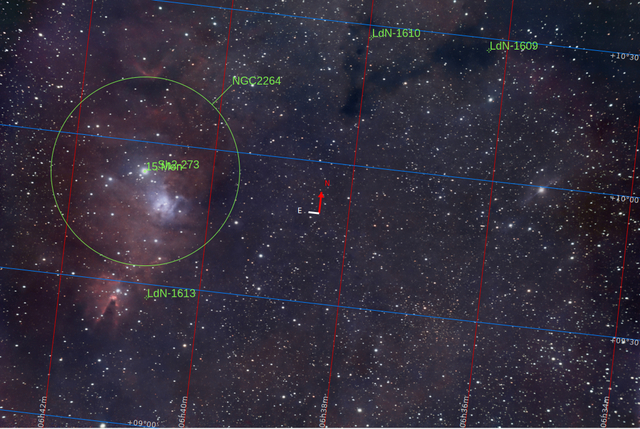 LdN-1610
LdN-1609
+10°30'
NGC2264
15 Mon
Sh2-273
+10°00'
N
E
LdN-1613
+09°30'
06h42m
06h40m
06h38m
06h36m
06h34m
+09°00'